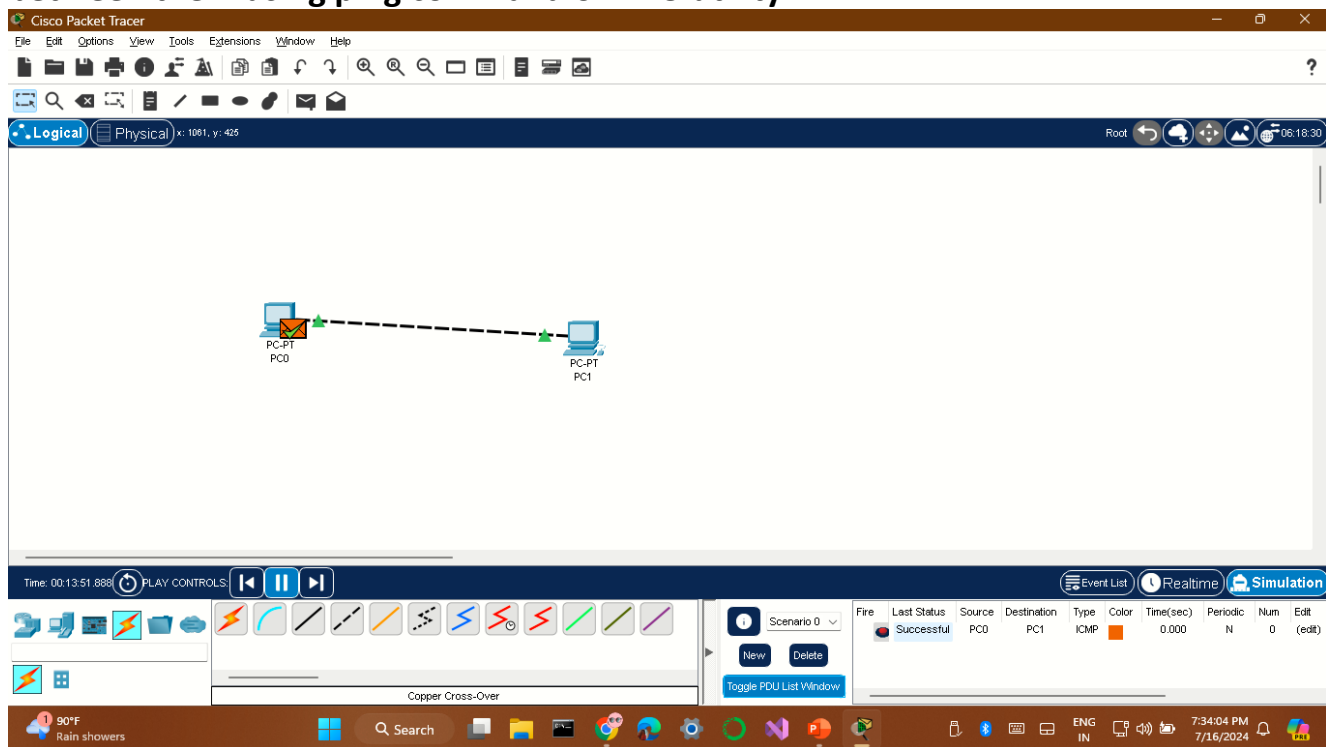 Cisco Packet Tracer
File Edit Options View Tools Extensions Window Help
?
Logical Physical x: 1061, y: 425 Root 06:18:30
PC-PT
PC0
PC-PT
PC1
Time: 00:13:51.888 PLAY CONTROLS: Event List Realtime Simulation
Scenario 0
New Delete
Toggle PDU List Window
Fire Last Status Source Destination Type Color Time(sec) Periodic Num Edit
Successful PC0 PC1 ICMP 0.000 N 0 (edit)
Copper Cross-Over
1 90°F
Rain showers
Search
ENG
IN
7:34:04 PM
7/16/2024
PRE